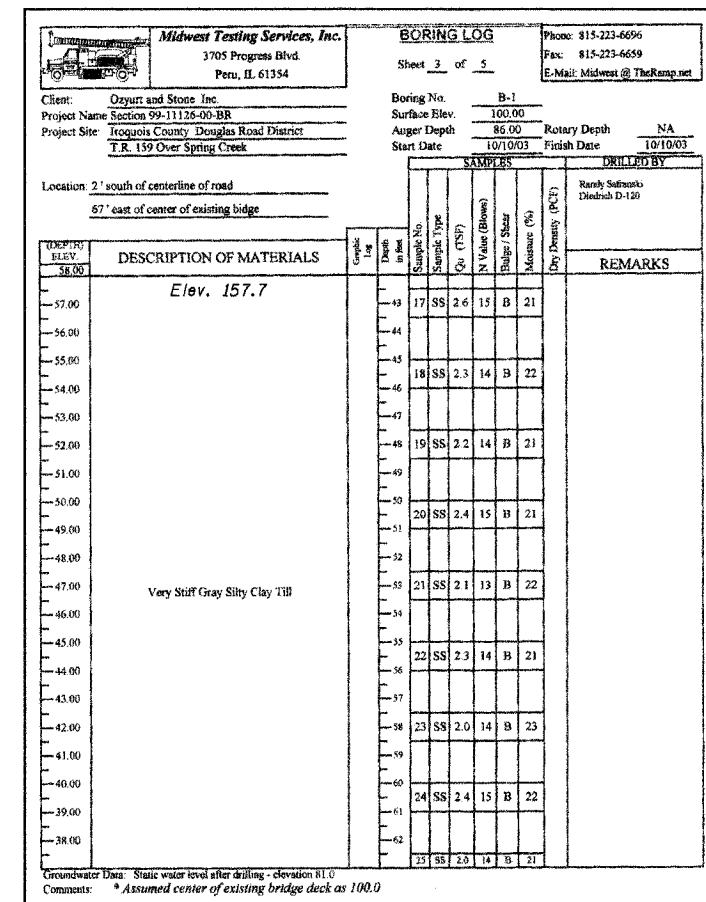 Midwest Testing Services, Inc.
3705 Progress Blvd.
Peru, IL 61354
BORING LOG
Sheet 3 of 5
Phone: 815-223-6696
Fax: 815-223-6659
E-Mail: Midwest @ TheRamp.net
Client: Ozyurt and Stone Inc.
Project Name Section 99-11126-00-BR
Project Site: Iroquois County Douglas Road District
T.R. 159 Over Spring Creek
Boring No. B-1
Surface Elev. 100.00
Auger Depth 86.00 Rotary Depth NA
Start Date 10/10/03 Finish Date 10/10/03
Location: 2' south of centerline of road
67' east of center of existing bidge
SAMPLES
DRILLED BY
Randy Safranski
Diedrich D-120
(DEPTH)
ELEV.
58.00
DESCRIPTION OF MATERIALS
Graphic Log
Depth in feet
Sample No.
Sample Type
Qu (TSF)
N Value (Blows)
Bulge / Shear
Moisture (%)
Dry Density (PCF)
REMARKS
Elev. 157.7
57.00 43 17 SS 2.6 15 B 21
56.00 44
55.00 45
18 SS 2.3 14 B 22
54.00 46
53.00 47
52.00 48 19 SS 2.2 14 B 21
51.00 49
50.00 50
20 SS 2.4 15 B 21
49.00 51
48.00 52
47.00 Very Stiff Gray Silty Clay Till 53 21 SS 2.1 13 B 22
46.00 54
45.00 55
22 SS 2.3 14 B 21
44.00 56
43.00 57
42.00 58 23 SS 2.0 14 B 23
41.00 59
40.00 60
24 SS 2.4 15 B 22
39.00 61
38.00 62
25 SS 2.0 14 B 21
Groundwater Data: Static water level after drilling - elevation 81.0
Comments: * Assumed center of existing bridge deck as 100.0